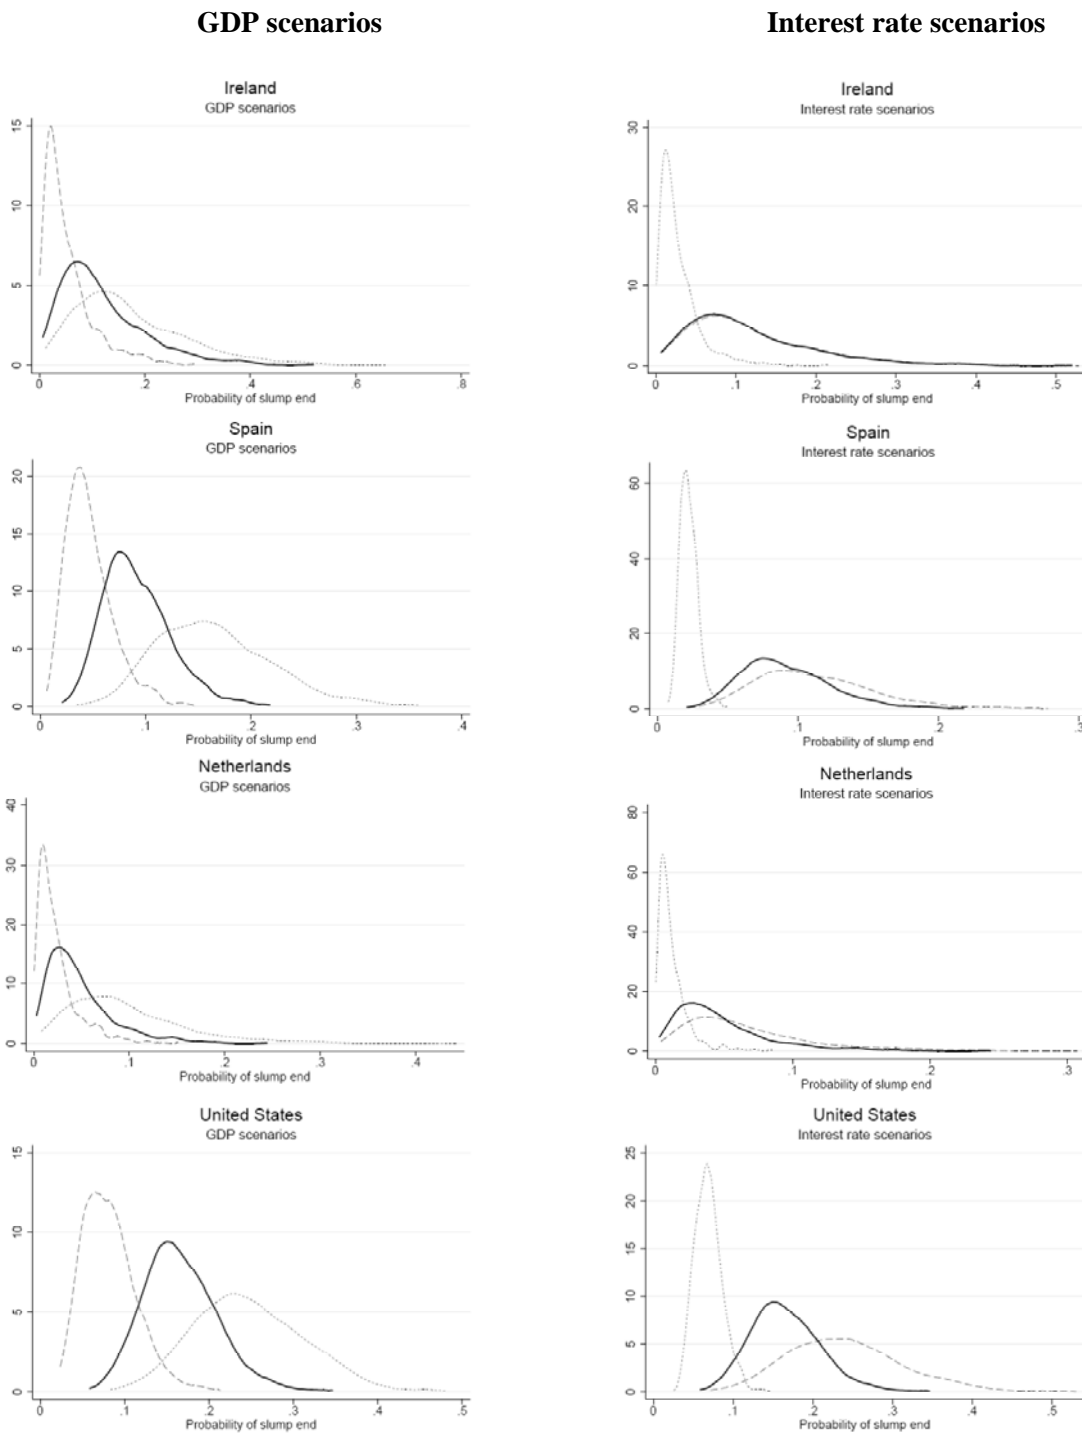 GDP scenarios
Interest rate scenarios
Ireland
GDP scenarios
15
10
5
0
0 .2 .4 .6 .8
Probability of slump end
Ireland
Interest rate scenarios
30
20
10
0
0 .1 .2 .3 .4 .5
Probability of slump end
Spain
GDP scenarios
20
15
10
5
0
0 .1 .2 .3 .4
Probability of slump end
Spain
Interest rate scenarios
60
40
20
0
0 .1 .2 .3
Probability of slump end
Netherlands
GDP scenarios
40
30
20
10
0
0 .1 .2 .3 .4
Probability of slump end
Netherlands
Interest rate scenarios
80
60
40
20
0
0 .1 .2 .3
Probability of slump end
United States
GDP scenarios
15
10
5
0
0 .1 .2 .3 .4 .5
Probability of slump end
United States
Interest rate scenarios
25
20
15
10
5
0
0 .1 .2 .3 .4 .5
Probability of slump end